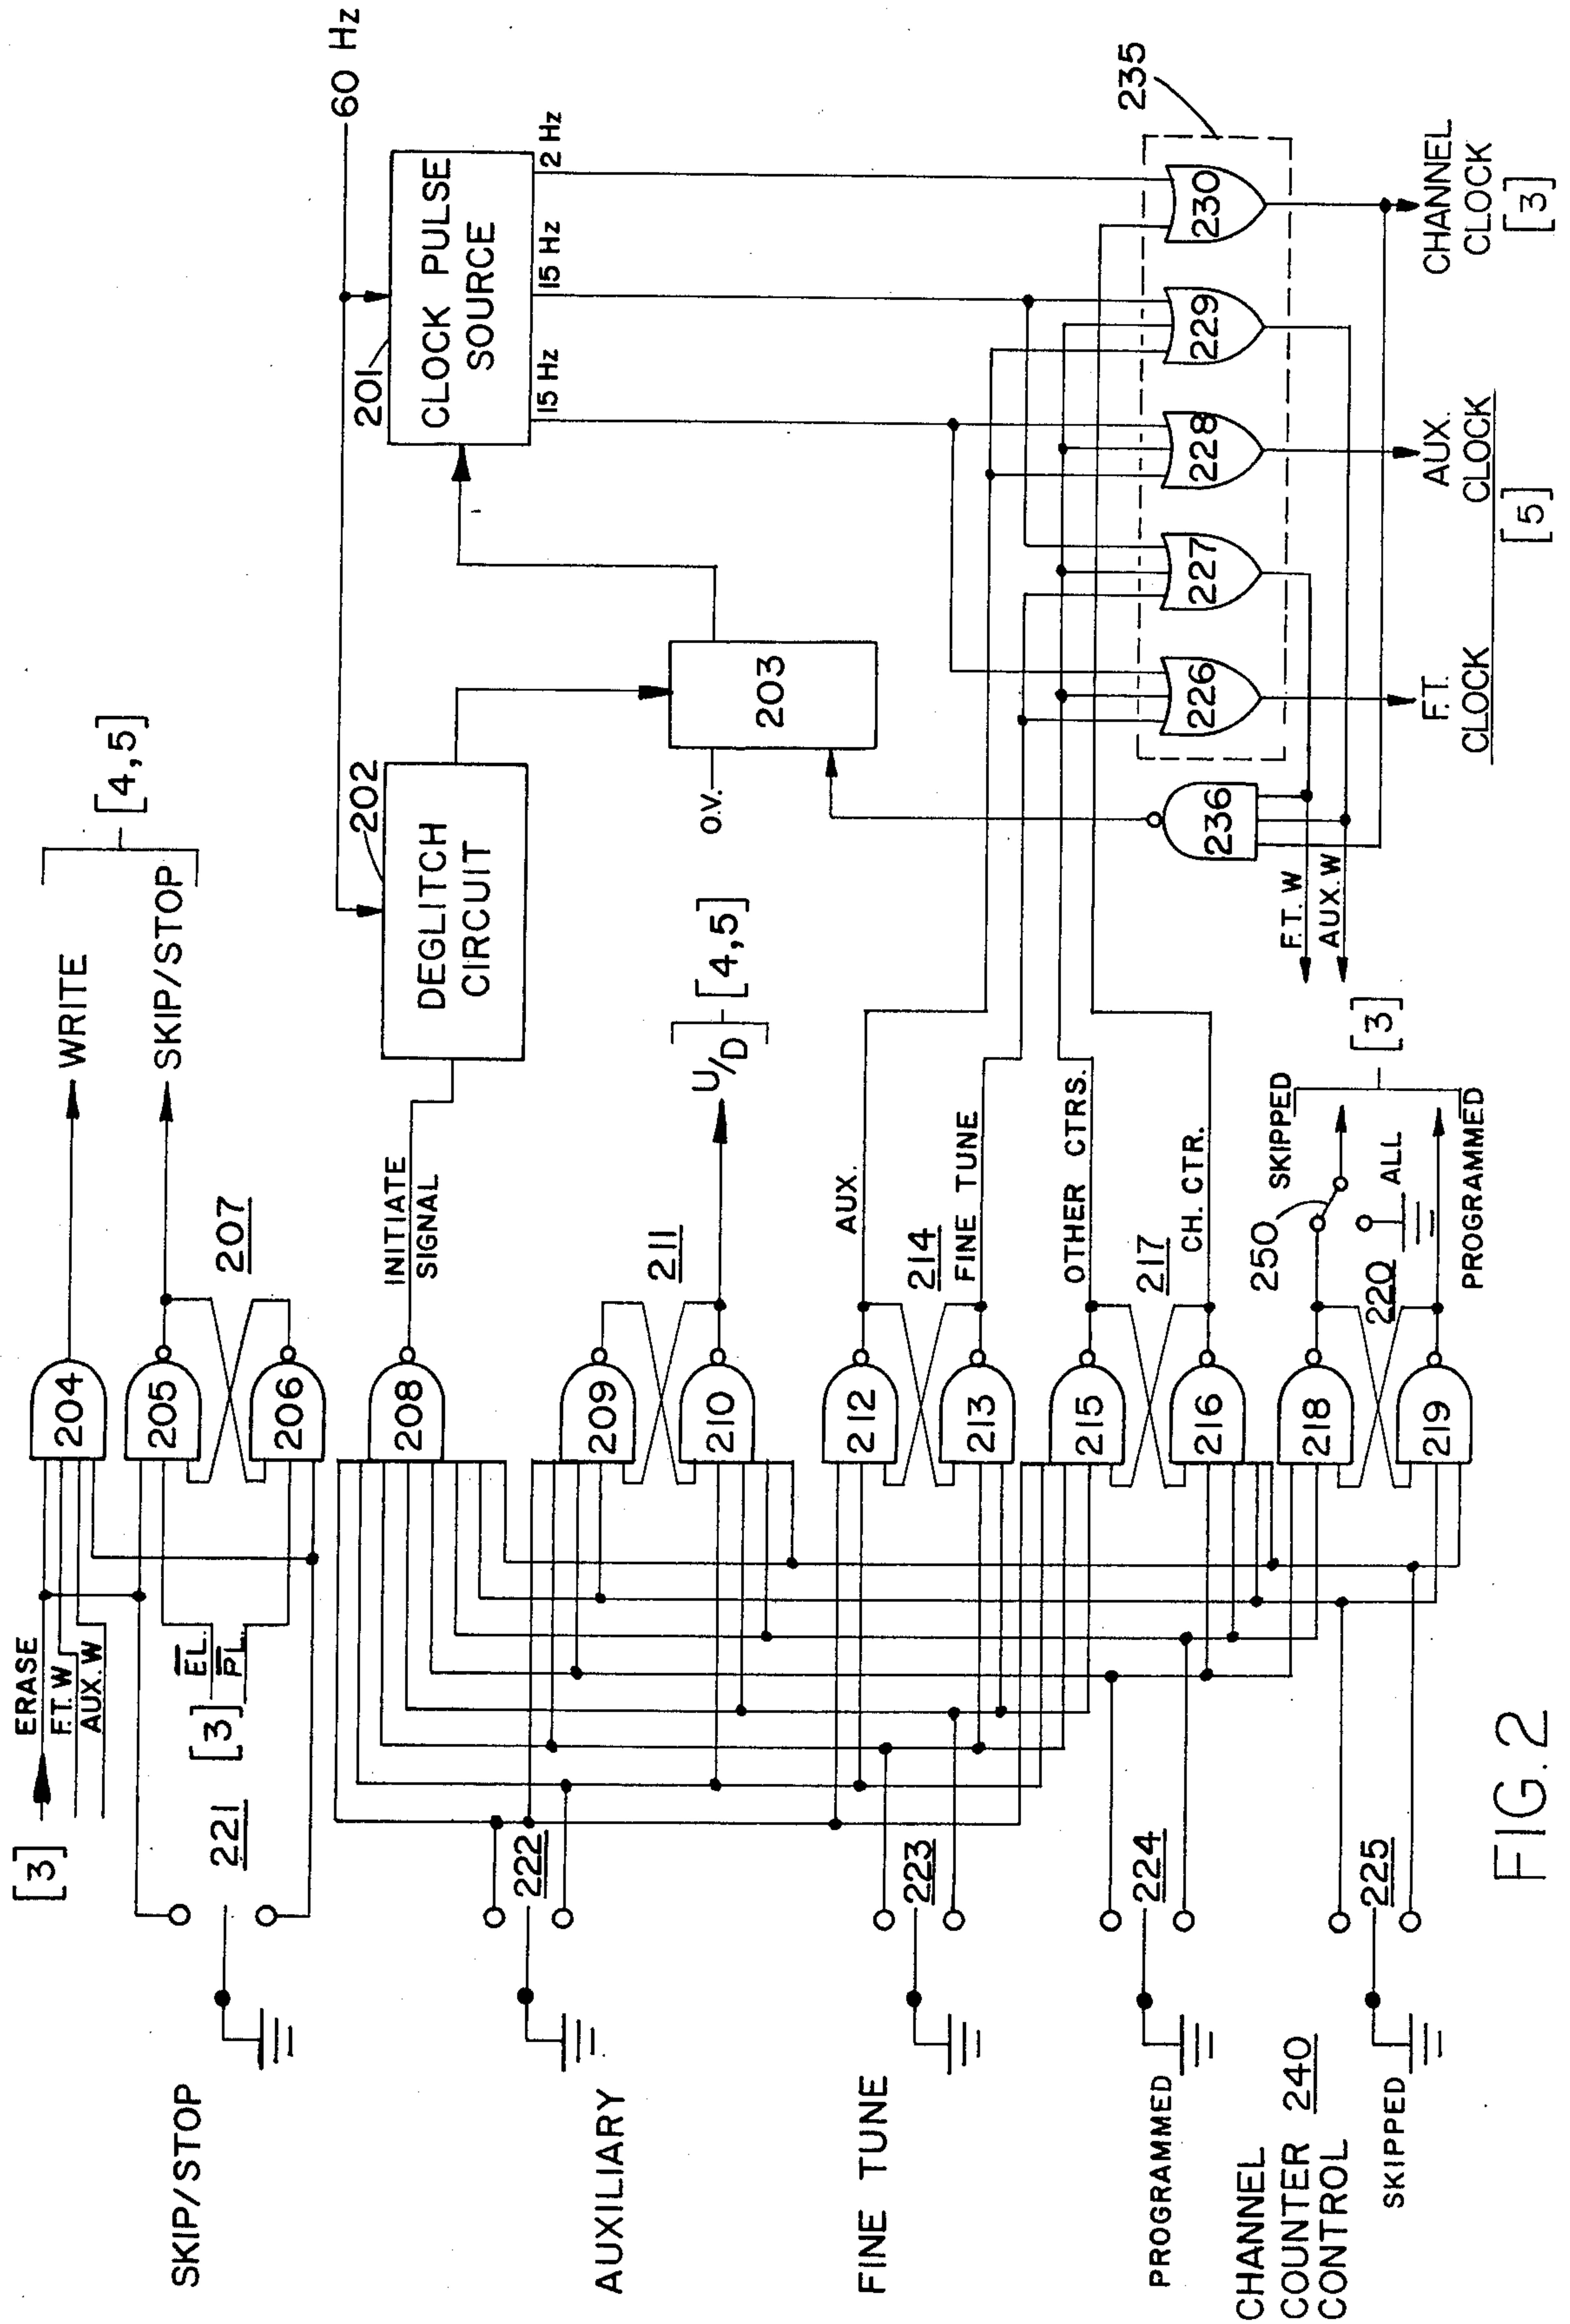 60 Hz
WRITE
SKIP/STOP
[4,5]
202
DEGLITCH
CIRCUIT
201
CLOCK PULSE
SOURCE
15 Hz
15 Hz
2 Hz
203
O.V.
235
[3]
ERASE
F.T. W
AUX. W
EL.
PL
[3]
204
205
206
207
SKIP/STOP
221
INITIATE
SIGNAL
208
209
210
211
U/D
[4,5]
AUXILIARY
222
AUX.
212
213
214
FINE TUNE
FINE TUNE
223
OTHER CTRS.
215
216
217
CH. CTR.
PROGRAMMED
224
CHANNEL
COUNTER
CONTROL
240
SKIPPED
225
218
219
220
250
SKIPPED
ALL
PROGRAMMED
[3]
236
F.T. W
AUX. W
226
227
228
229
230
F.T.
CLOCK
AUX.
CLOCK
[5]
CHANNEL
CLOCK
[3]
FIG. 2